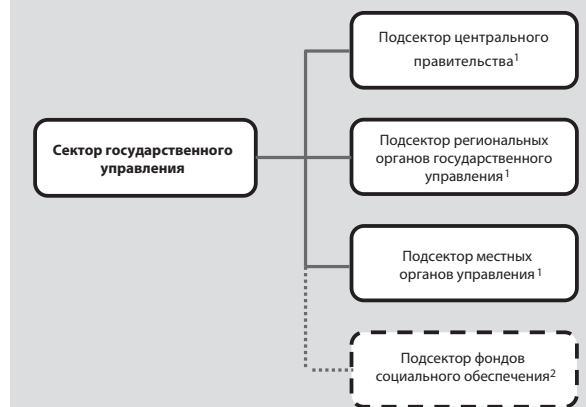 Подсектор центрального
правительства¹
Сектор государственного
управления
Подсектор региональных
органов государственного
управления¹
Подсектор местных
органов управления¹
Подсектор фондов
социального обеспечения²